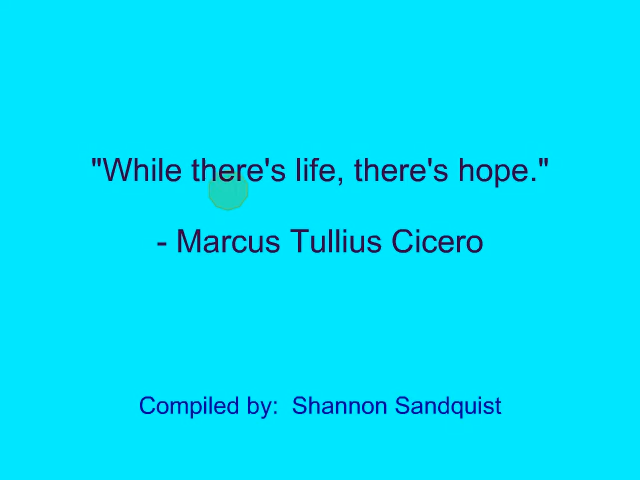 "While there's life, there's hope."
- Marcus Tullius Cicero
Compiled by:  Shannon Sandquist